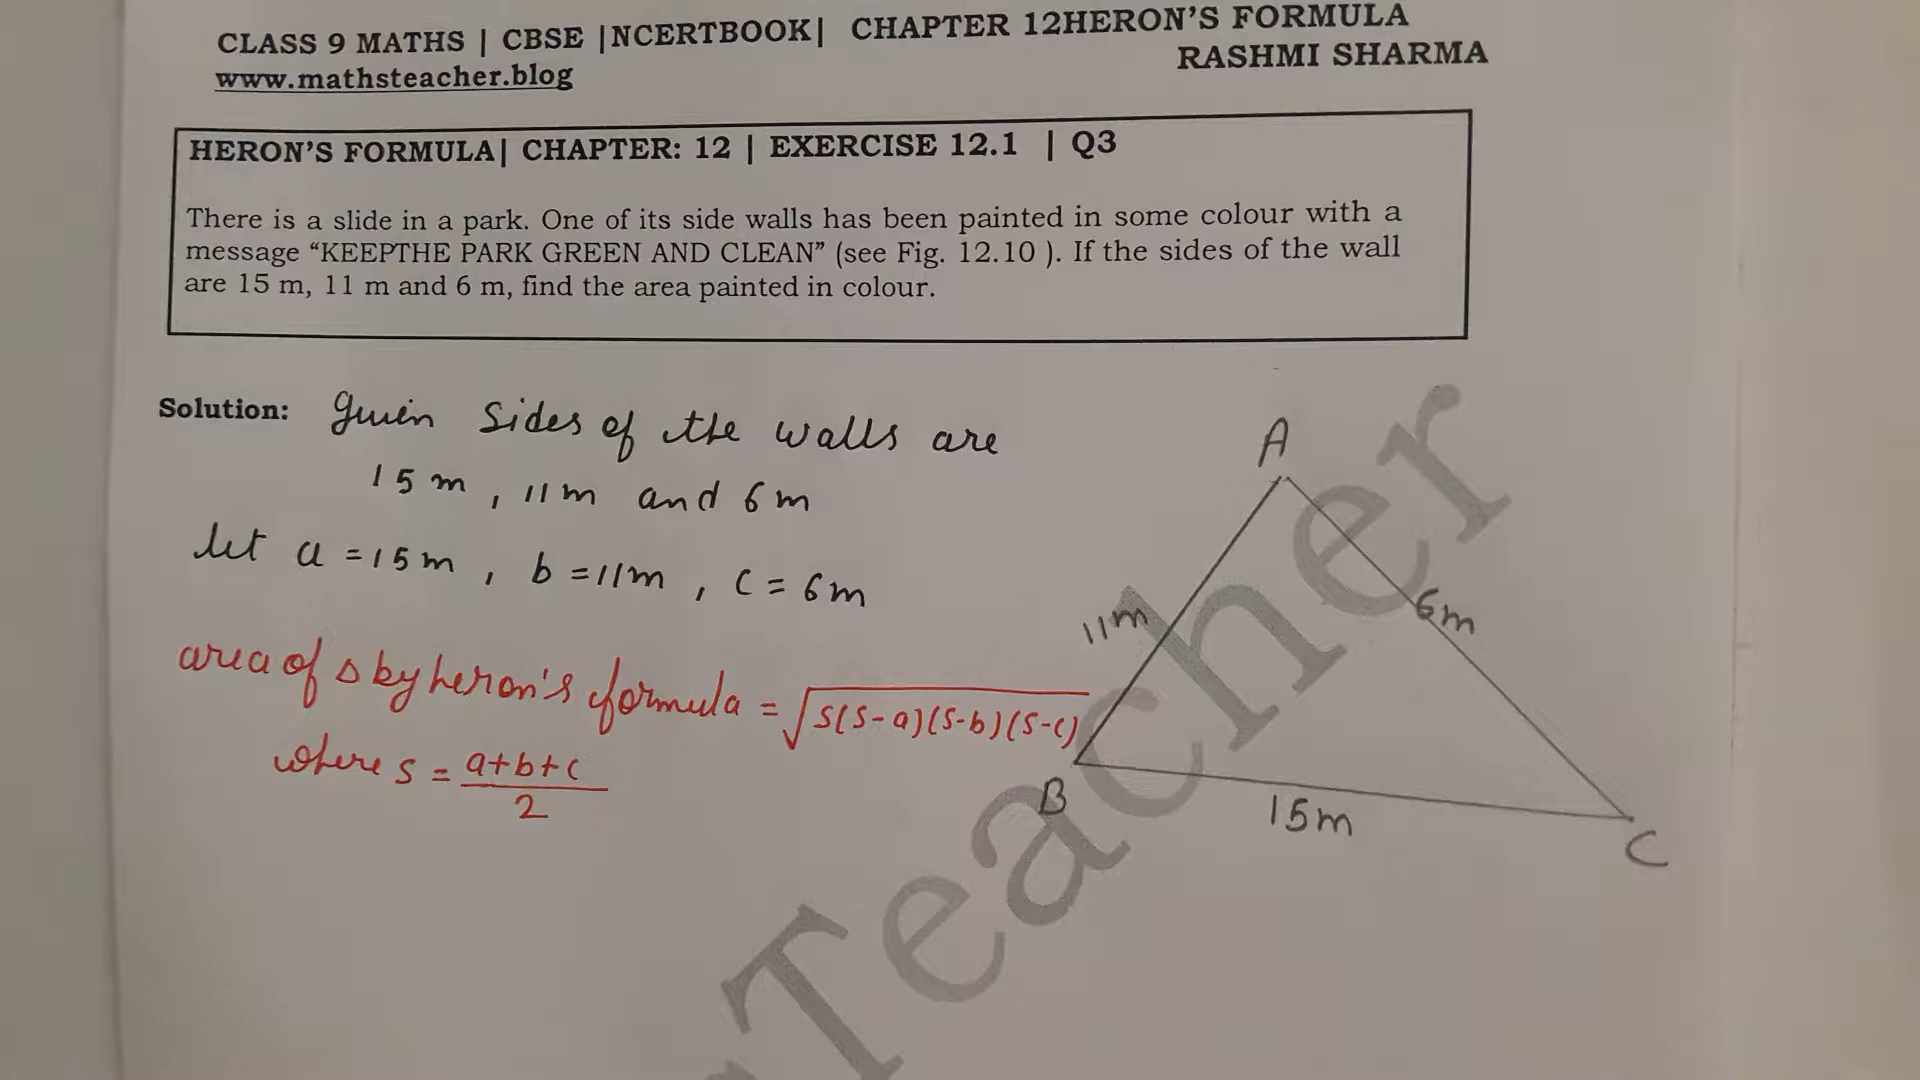 CLASS 9 MATHS | CBSE |NCERTBOOK| CHAPTER 12HERON'S FORMULA
www.mathsteacher.blog RASHMI SHARMA
HERON'S FORMULA| CHAPTER: 12 | EXERCISE 12.1 | Q3
There is a slide in a park. One of its side walls has been painted in some colour with a
message “KEEPTHE PARK GREEN AND CLEAN” (see Fig. 12.10 ). If the sides of the wall
are 15 m, 11 m and 6 m, find the area painted in colour.
Solution: given sides of the walls are
15 m , 11 m and 6 m
let a = 15 m , b = 11 m , c = 6 m
area of Δ by heron's formula = √s(s-a)(s-b)(s-c)
where s = a+b+c
2
A
11 m
6 m
B
15 m
C
Teacher